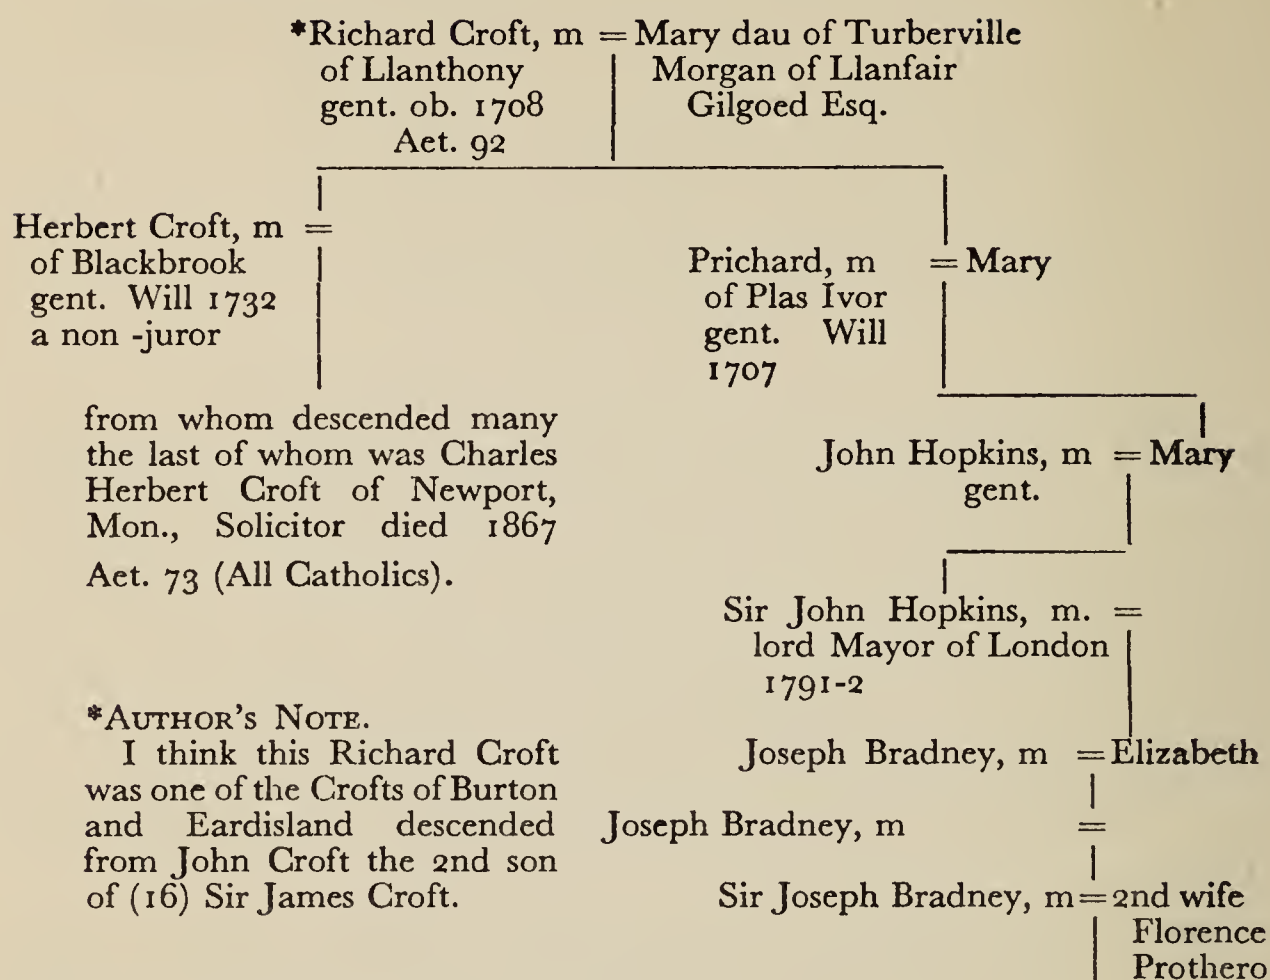 *Richard Croft, m = Mary dau of Turberville
of Llanthony Morgan of Llanfair
gent. ob. 1708 Gilgoed Esq.
Aet. 92
Herbert Croft, m =
of Blackbrook
gent. Will 1732
a non -juror
Prichard, m = Mary
of Plas Ivor
gent. Will
1707
from whom descended many
the last of whom was Charles
Herbert Croft of Newport,
Mon., Solicitor died 1867
Aet. 73 (All Catholics).
John Hopkins, m = Mary
gent.
Sir John Hopkins, m. =
lord Mayor of London
1791-2
*AUTHOR'S NOTE.
I think this Richard Croft
was one of the Crofts of Burton
and Eardisland descended
from John Croft the 2nd son
of (16) Sir James Croft.
Joseph Bradney, m = Elizabeth
Joseph Bradney, m =
Sir Joseph Bradney, m = 2nd wife
Florence
Prothero